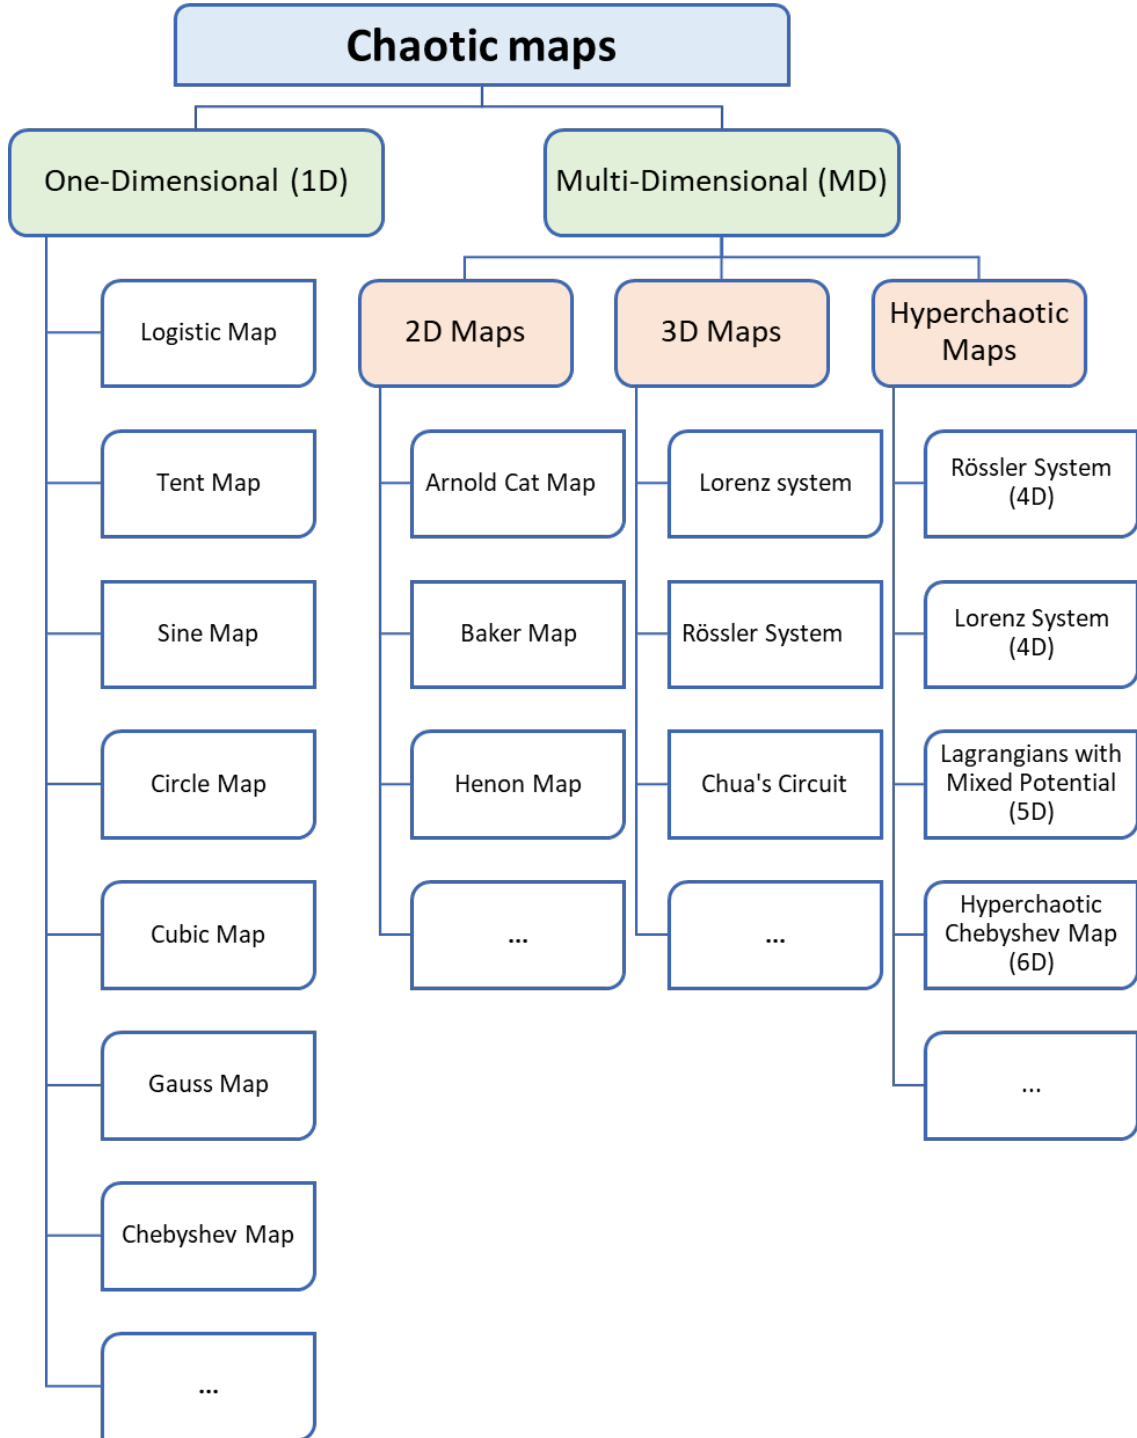 Chaotic maps
One-Dimensional (1D)
Multi-Dimensional (MD)
Logistic Map
Tent Map
Sine Map
Circle Map
Cubic Map
Gauss Map
Chebyshev Map
...
2D Maps
Arnold Cat Map
Baker Map
Henon Map
...
3D Maps
Lorenz system
Rössler System
Chua's Circuit
...
Hyperchaotic
Maps
Rössler System
(4D)
Lorenz System
(4D)
Lagrangians with
Mixed Potential
(5D)
Hyperchaotic
Chebyshev Map
(6D)
...